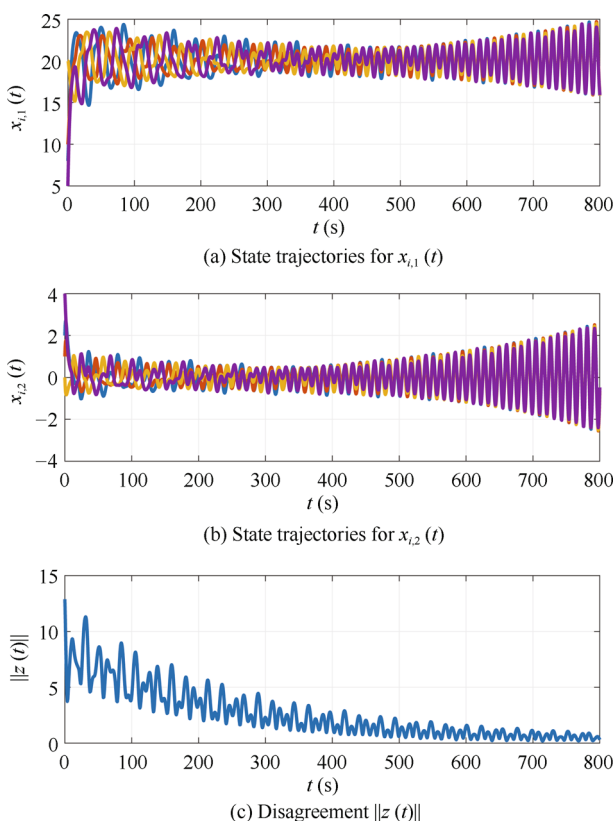 25
20
15
10
5
x_{i,1} (t)
0 100 200 300 400 500 600 700 800
t (s)
(a) State trajectories for x_{i,1} (t)
4
2
0
−2
−4
x_{i,2} (t)
0 100 200 300 400 500 600 700 800
t (s)
(b) State trajectories for x_{i,2} (t)
15
10
5
0
||z (t)||
0 100 200 300 400 500 600 700 800
t (s)
(c) Disagreement ||z (t)||